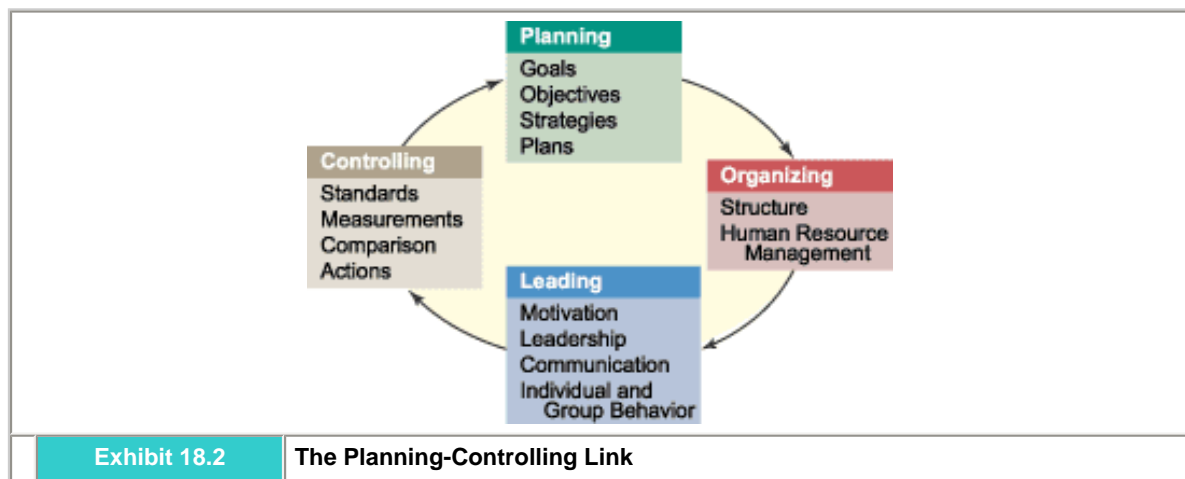 Planning
Goals
Objectives
Strategies
Plans
Organizing
Structure
Human Resource
Management
Leading
Motivation
Leadership
Communication
Individual and
Group Behavior
Controlling
Standards
Measurements
Comparison
Actions
Exhibit 18.2
The Planning-Controlling Link